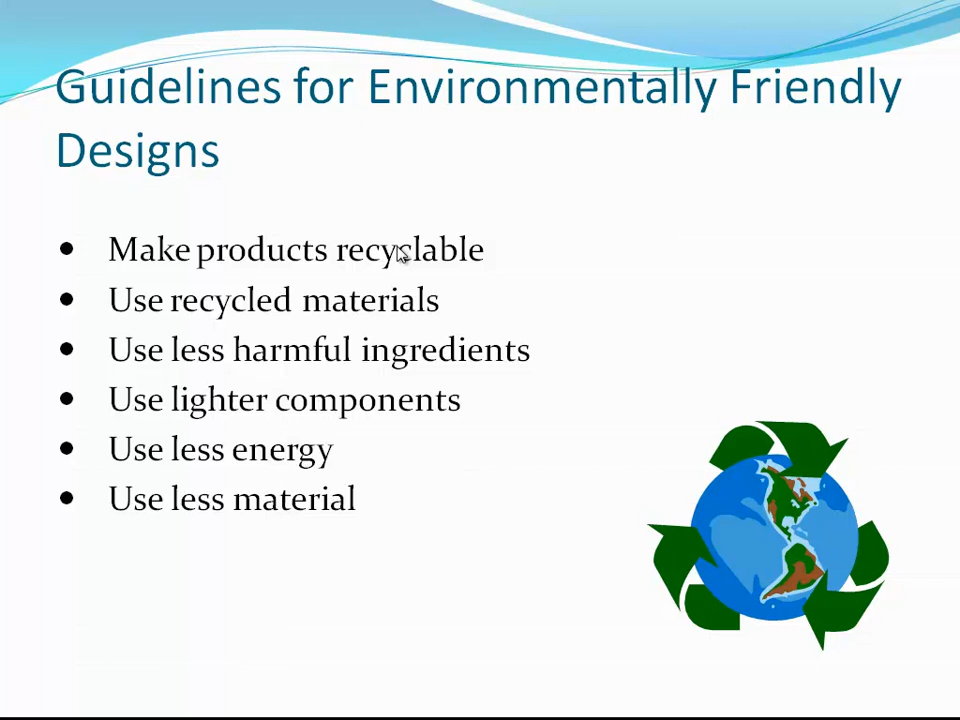 Guidelines for Environmentally Friendly
Designs
• Make products recyclable
• Use recycled materials
• Use less harmful ingredients
• Use lighter components
• Use less energy
• Use less material